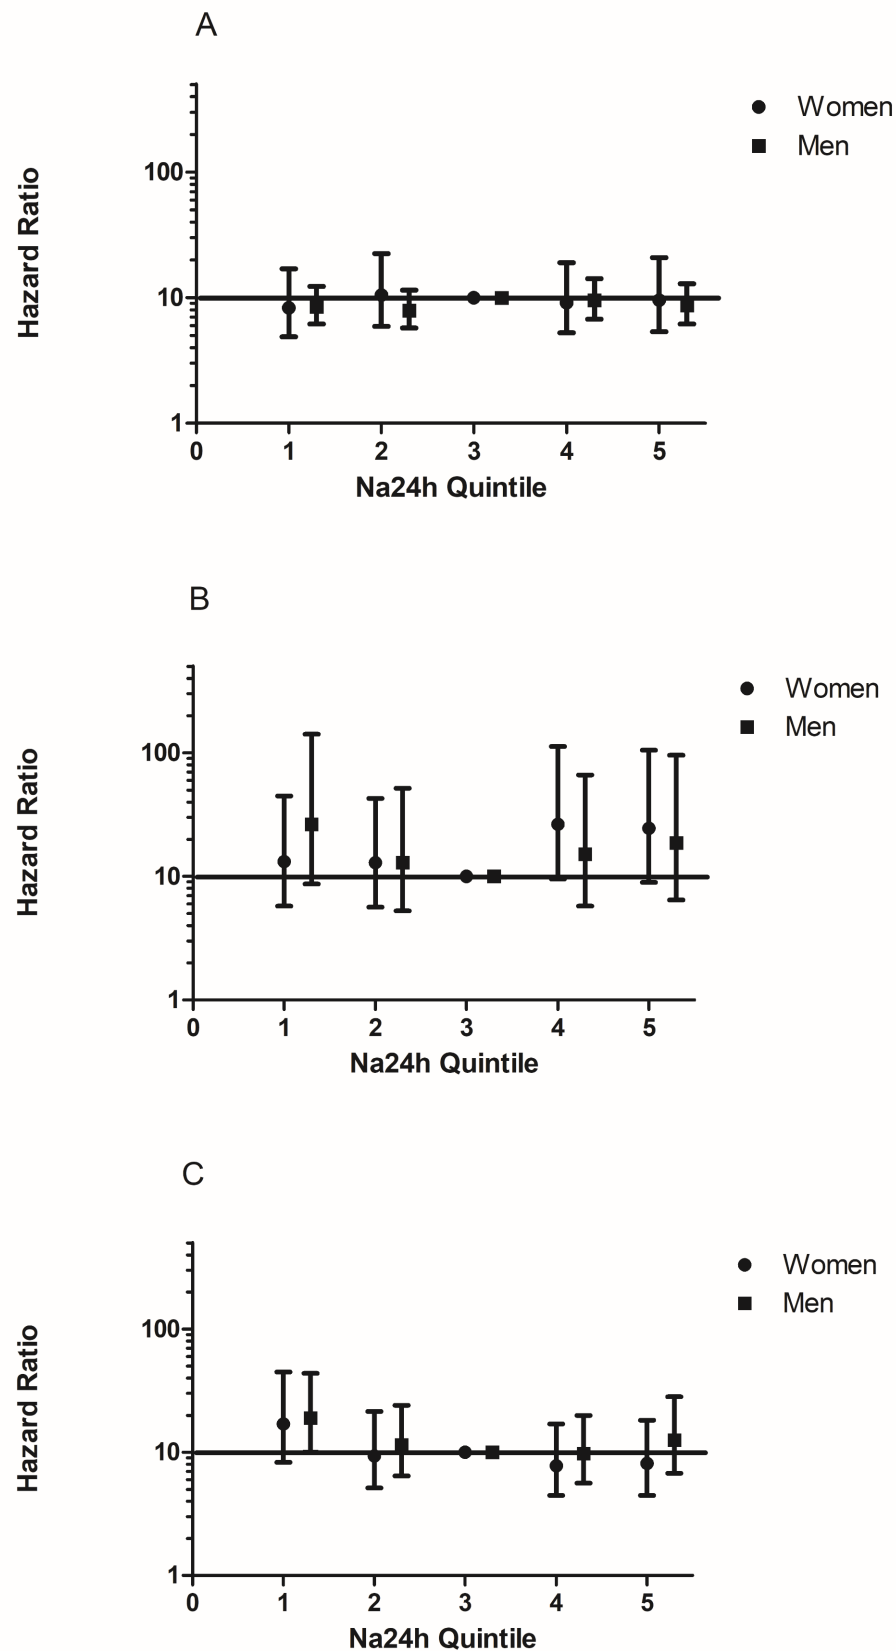 A
Women
Men
Hazard Ratio
100
10
1
0 1 2 3 4 5
Na24h Quintile
B
Women
Men
Hazard Ratio
100
10
1
0 1 2 3 4 5
Na24h Quintile
C
Women
Men
Hazard Ratio
100
10
1
0 1 2 3 4 5
Na24h Quintile